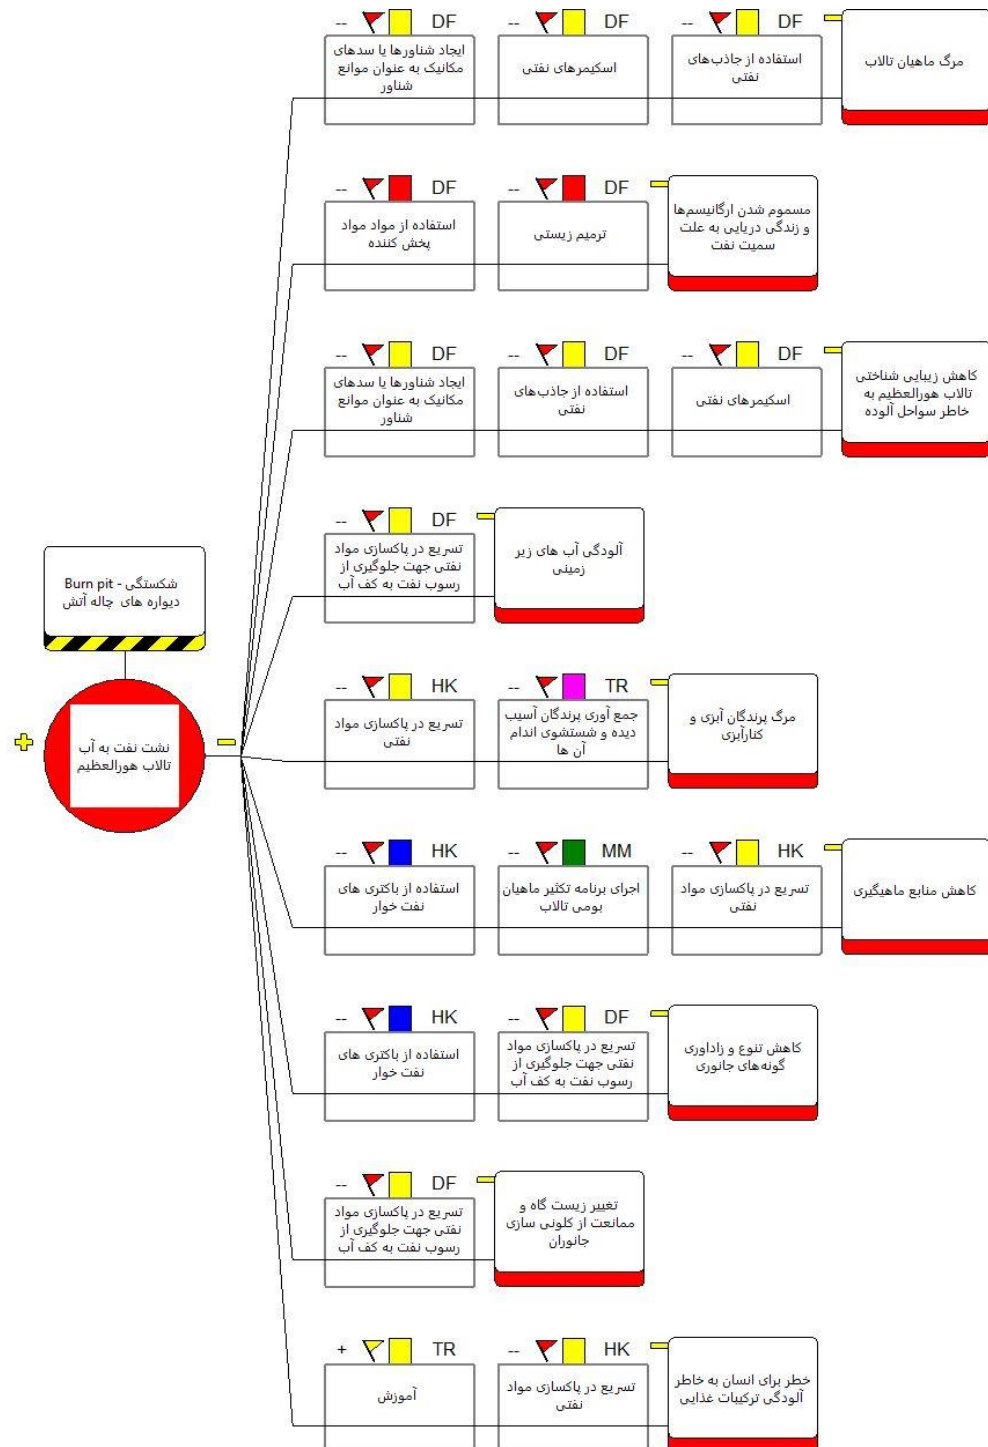 -- DF
-- DF
-- DF
ایجاد شناورها یا سدهای
مکانیک به عنوان موانع
شناور
اسکیمرهای نفتی
استفاده از جاذب‌های
نفتی
مرگ ماهیان تالاب
-- DF
-- DF
استفاده از مواد مواد
پخش کننده
ترمیم زیستی
مسموم شدن ارگانیسم‌ها
و زندگی دریایی به علت
سمیت نفت
-- DF
-- DF
-- DF
ایجاد شناورها یا سدهای
مکانیک به عنوان موانع
شناور
استفاده از جاذب‌های
نفتی
اسکیمرهای نفتی
کاهش زیبایی شناختی
تالاب هورالعظیم به
خاطر سواحل آلوده
-- DF
تسریع در پاکسازی مواد
نفتی جهت جلوگیری از
رسوب نفت به کف آب
آلودگی آب های زیر
زمینی
Burn pit - شکستگی
دیواره های چاله آتش
نشت نفت به آب
تالاب هورالعظیم
-- HK
-- TR
تسریع در پاکسازی مواد
نفتی
جمع آوری پرندگان آسیب
دیده و شستشوی اندام
آن ها
مرگ پرندگان آبزی و
کنارآبزی
-- HK
-- MM
-- HK
استفاده از باکتری های
نفت خوار
اجرای برنامه تکثیر ماهیان
بومی تالاب
تسریع در پاکسازی مواد
نفتی
کاهش منابع ماهیگیری
-- HK
-- DF
استفاده از باکتری های
نفت خوار
تسریع در پاکسازی مواد
نفتی جهت جلوگیری از
رسوب نفت به کف آب
کاهش تنوع و زاداوری
گونه‌های جانوری
-- DF
تسریع در پاکسازی مواد
نفتی جهت جلوگیری از
رسوب نفت به کف آب
تغییر زیست گاه و
ممانعت از کلونی سازی
جانوران
+ TR
-- HK
آموزش
تسریع در پاکسازی مواد
نفتی
خطر برای انسان به خاطر
آلودگی ترکیبات غذایی